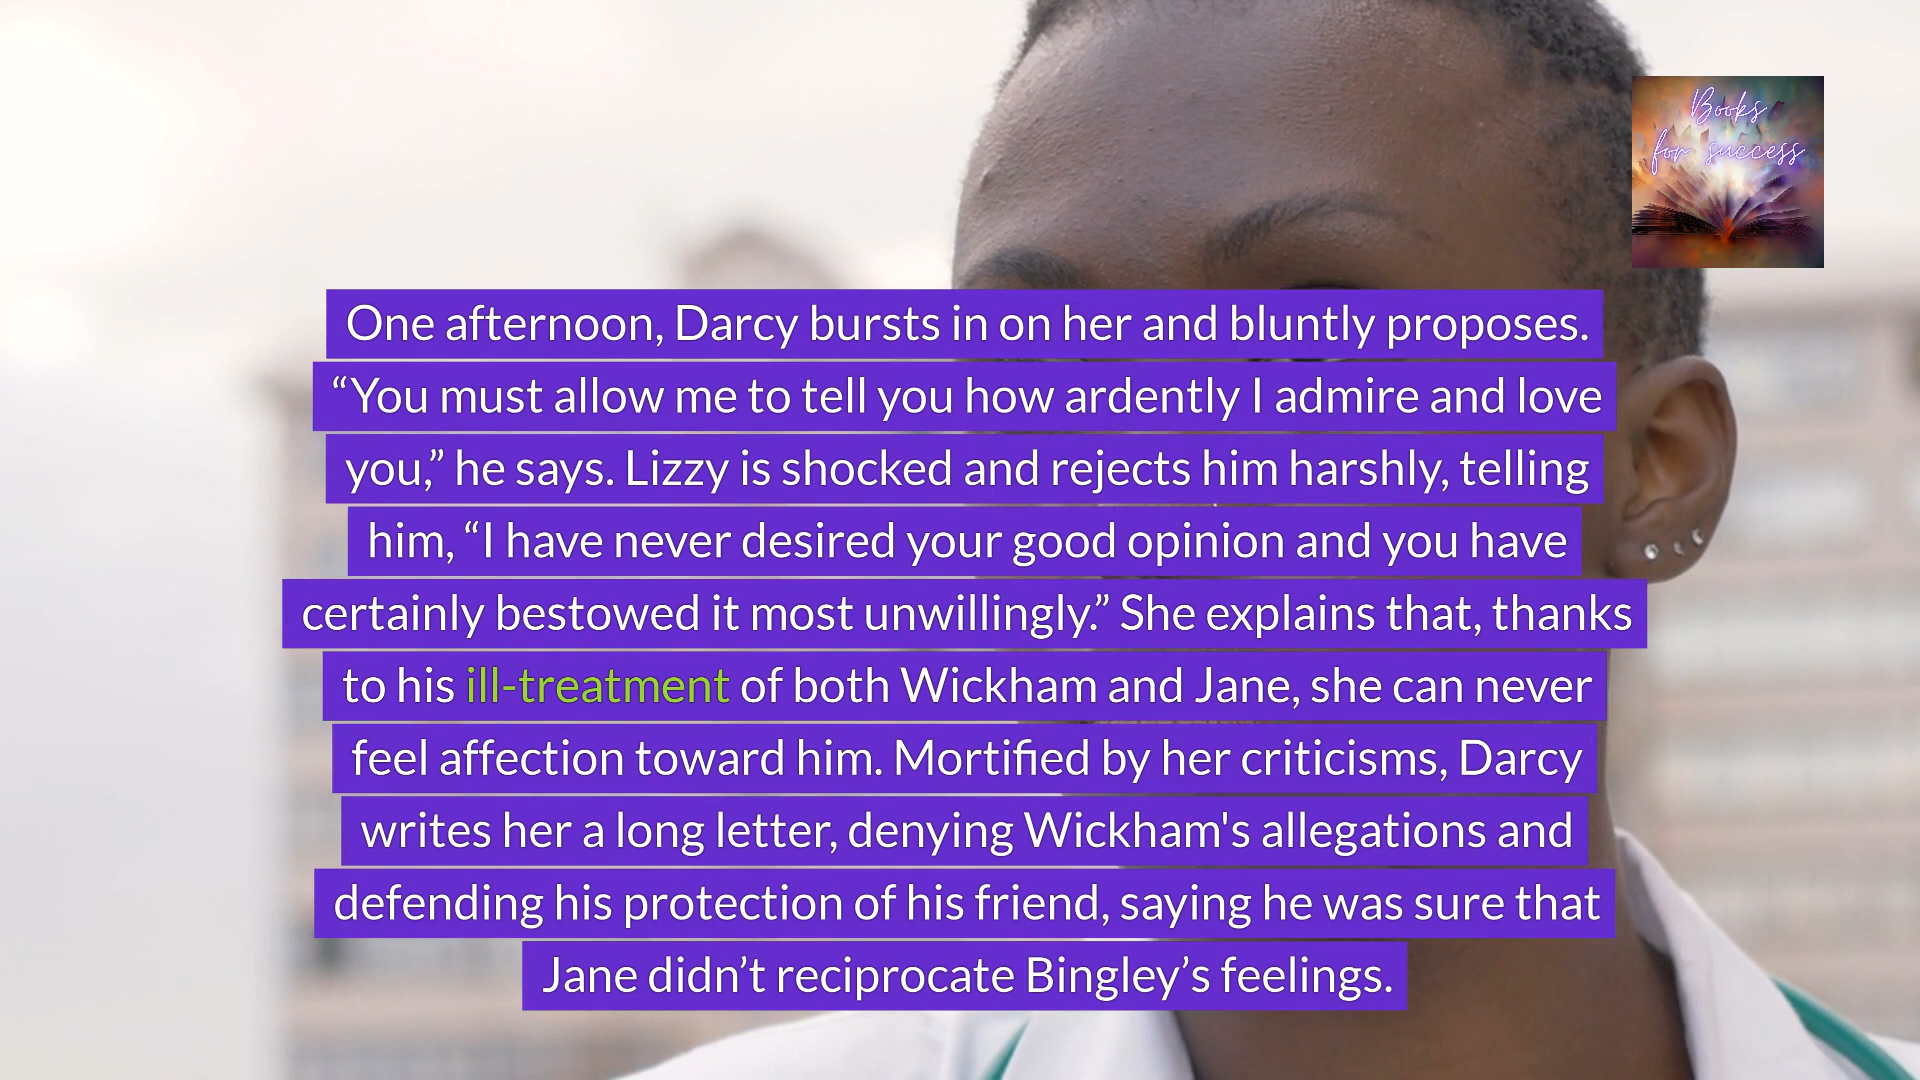 Books
for success
One afternoon, Darcy bursts in on her and bluntly proposes.
“You must allow me to tell you how ardently I admire and love
you,” he says. Lizzy is shocked and rejects him harshly, telling
him, “I have never desired your good opinion and you have
certainly bestowed it most unwillingly.” She explains that, thanks
to his ill-treatment of both Wickham and Jane, she can never
feel affection toward him. Mortified by her criticisms, Darcy
writes her a long letter, denying Wickham's allegations and
defending his protection of his friend, saying he was sure that
Jane didn’t reciprocate Bingley’s feelings.